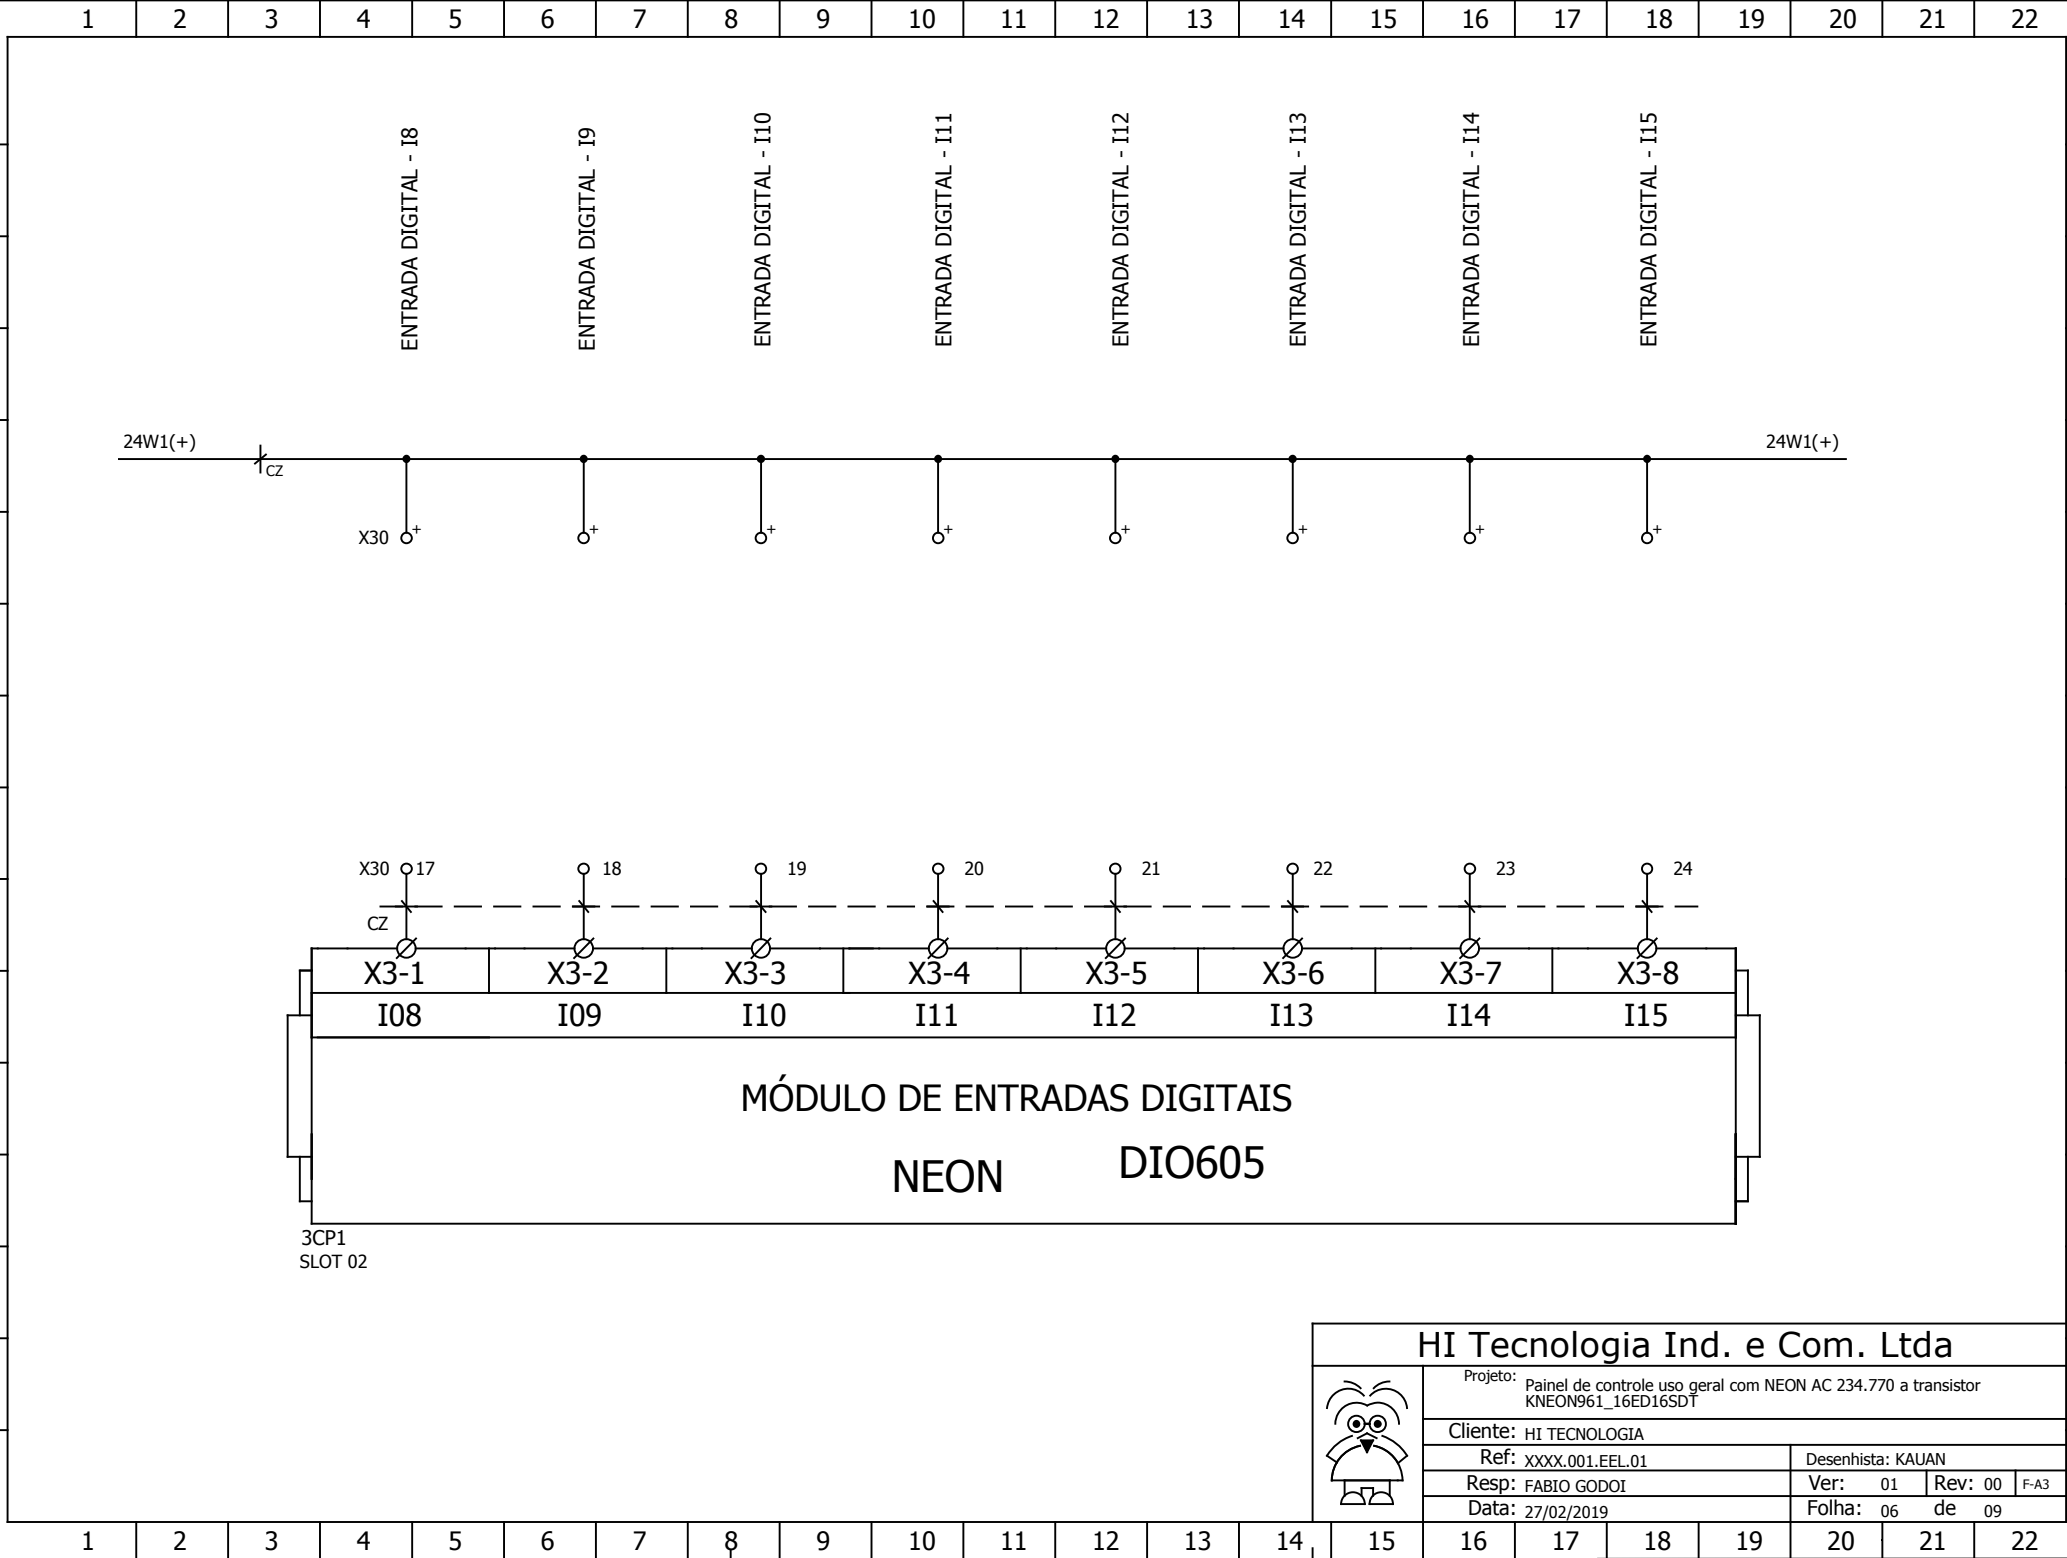 1 2 3 4 5 6 7 8 9 10 11 12 13 14 15 16 17 18 19 20 21 22
ENTRADA DIGITAL - I8
ENTRADA DIGITAL - I9
ENTRADA DIGITAL - I10
ENTRADA DIGITAL - I11
ENTRADA DIGITAL - I12
ENTRADA DIGITAL - I13
ENTRADA DIGITAL - I14
ENTRADA DIGITAL - I15
24W1(+) 24W1(+)
CZ
X30 + + + + + + + +
X30 17 18 19 20 21 22 23 24
CZ
X3-1 X3-2 X3-3 X3-4 X3-5 X3-6 X3-7 X3-8
I08 I09 I10 I11 I12 I13 I14 I15
MÓDULO DE ENTRADAS DIGITAIS
NEON DIO605
3CP1
SLOT 02
HI Tecnologia Ind. e Com. Ltda
Projeto: Painel de controle uso geral com NEON AC 234.770 a transistor
KNEON961_16ED16SDT
Cliente: HI TECNOLOGIA
Ref: XXXX.001.EEL.01 Desenhista: KAUAN
Resp: FABIO GODOI Ver: 01 Rev: 00 F-A3
Data: 27/02/2019 Folha: 06 de 09
1 2 3 4 5 6 7 8 9 10 11 12 13 14 15 16 17 18 19 20 21 22